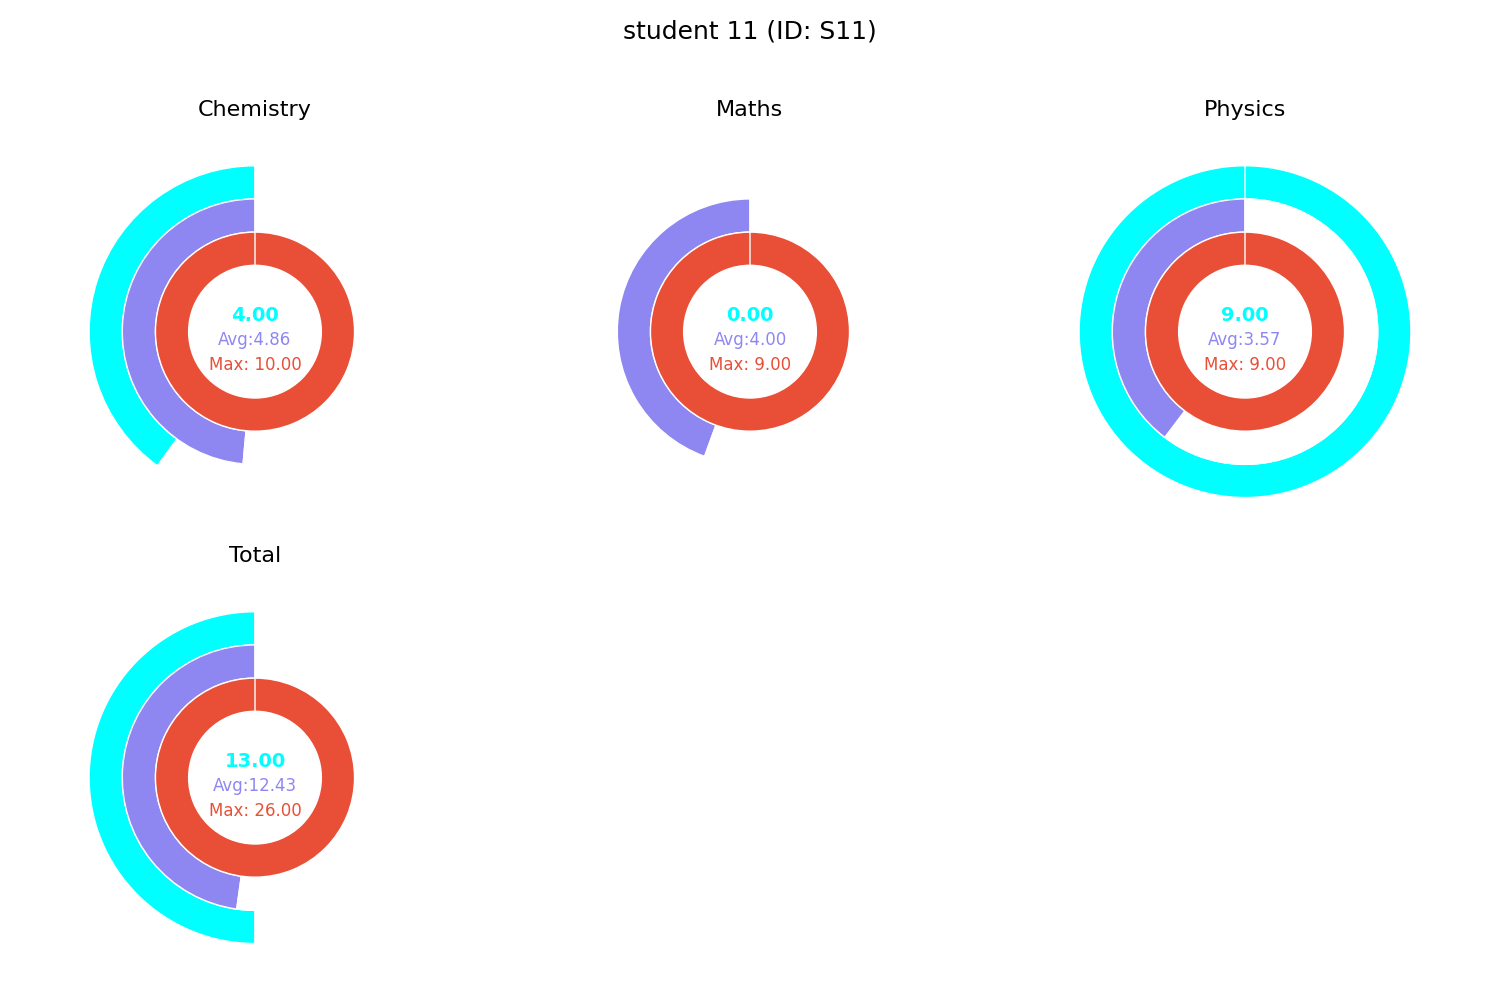 student 11 (ID: S11)
Chemistry
4.00
Avg:4.86
Max: 10.00
Maths
0.00
Avg:4.00
Max: 9.00
Physics
9.00
Avg:3.57
Max: 9.00
Total
13.00
Avg:12.43
Max: 26.00